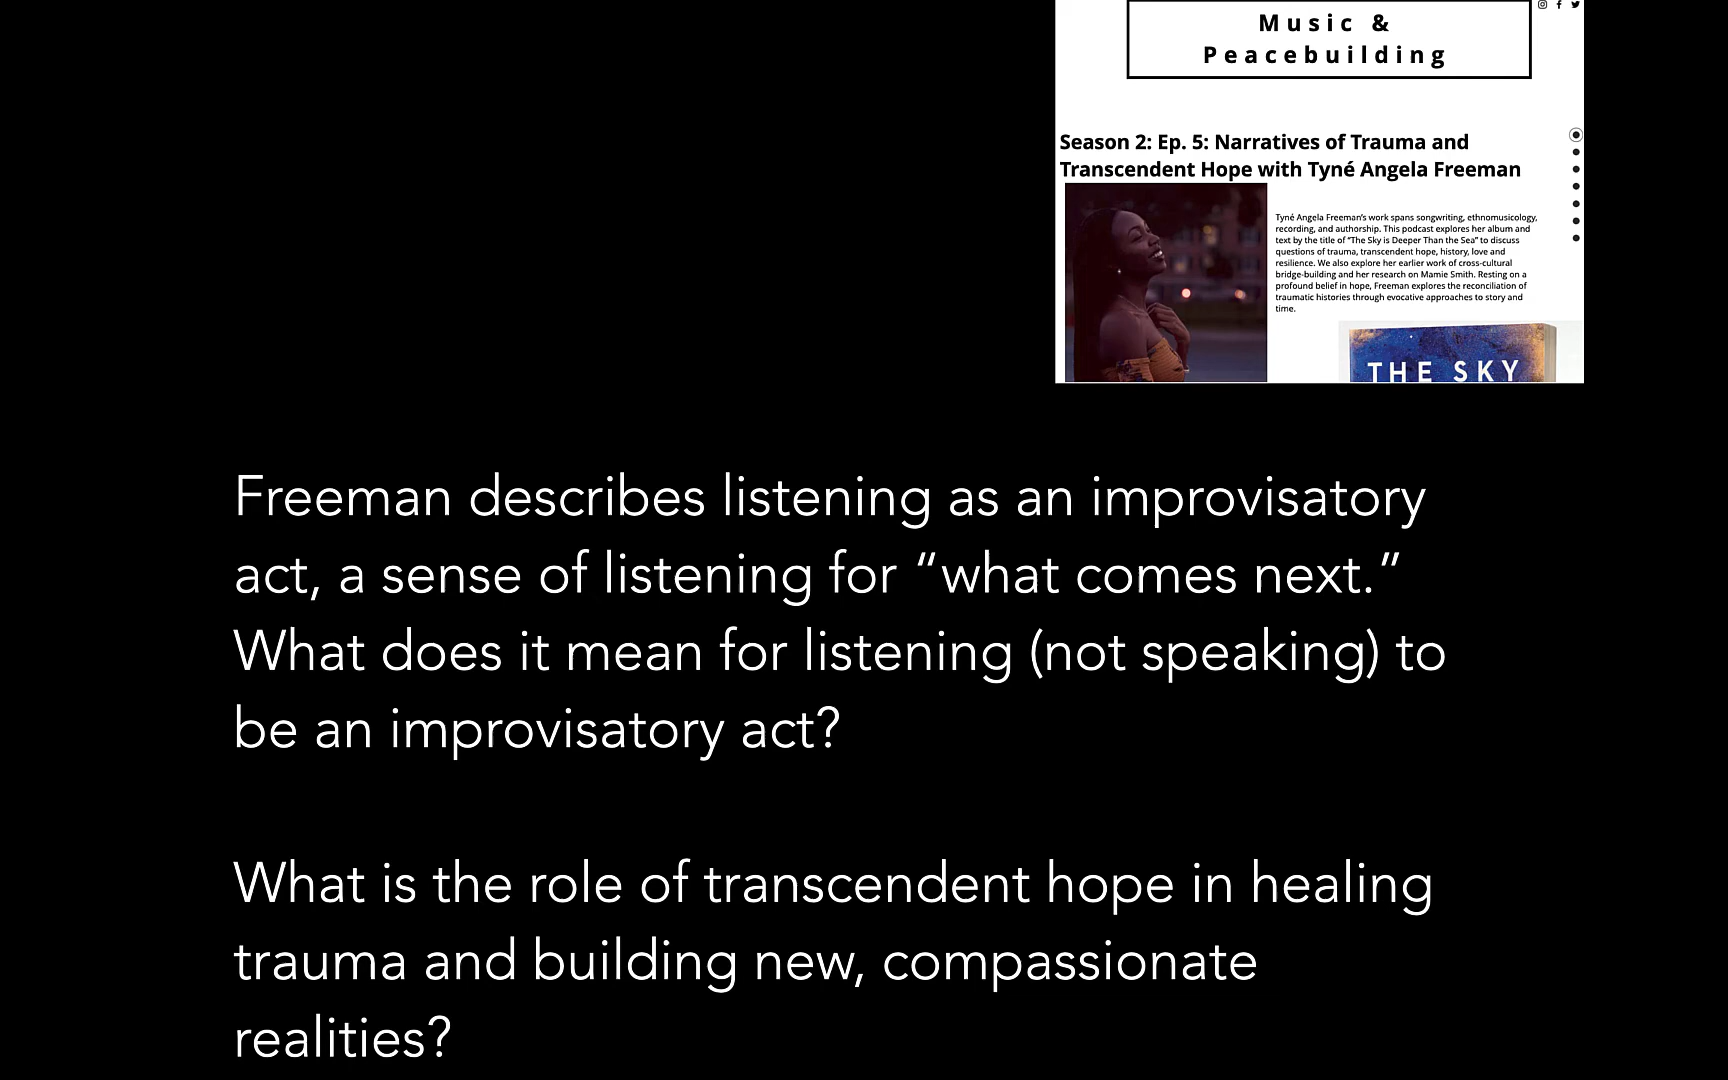 Music &
Peacebuilding
Season 2: Ep. 5: Narratives of Trauma and
Transcendent Hope with Tyné Angela Freeman
Tyné Angela Freeman's work spans songwriting, ethnomusicology,
recording, and authorship. This podcast explores her album and
text by the title of "The Sky is Deeper Than the Sea" to discuss
questions of trauma, transcendent hope, history, love and
resilience. We also explore her earlier work of cross-cultural
bridge-building and her research on Mamie Smith. Resting on a
profound belief in hope, Freeman explores the reconciliation of
traumatic histories through evocative approaches to story and
time.
THE SKY
Freeman describes listening as an improvisatory
act, a sense of listening for “what comes next.”
What does it mean for listening (not speaking) to
be an improvisatory act?
What is the role of transcendent hope in healing
trauma and building new, compassionate
realities?